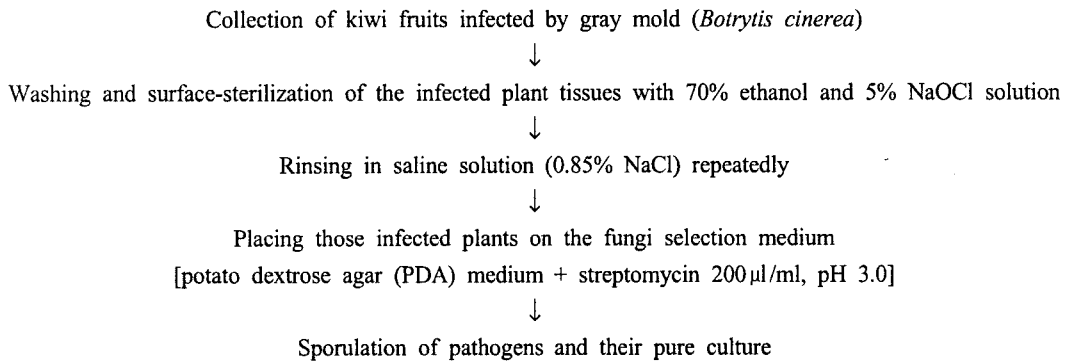 Collection of kiwi fruits infected by gray mold (Botrytis cinerea)
↓
Washing and surface-sterilization of the infected plant tissues with 70% ethanol and 5% NaOCl solution
↓
Rinsing in saline solution (0.85% NaCl) repeatedly
↓
Placing those infected plants on the fungi selection medium
[potato dextrose agar (PDA) medium + streptomycin 200 μl/ml, pH 3.0]
↓
Sporulation of pathogens and their pure culture